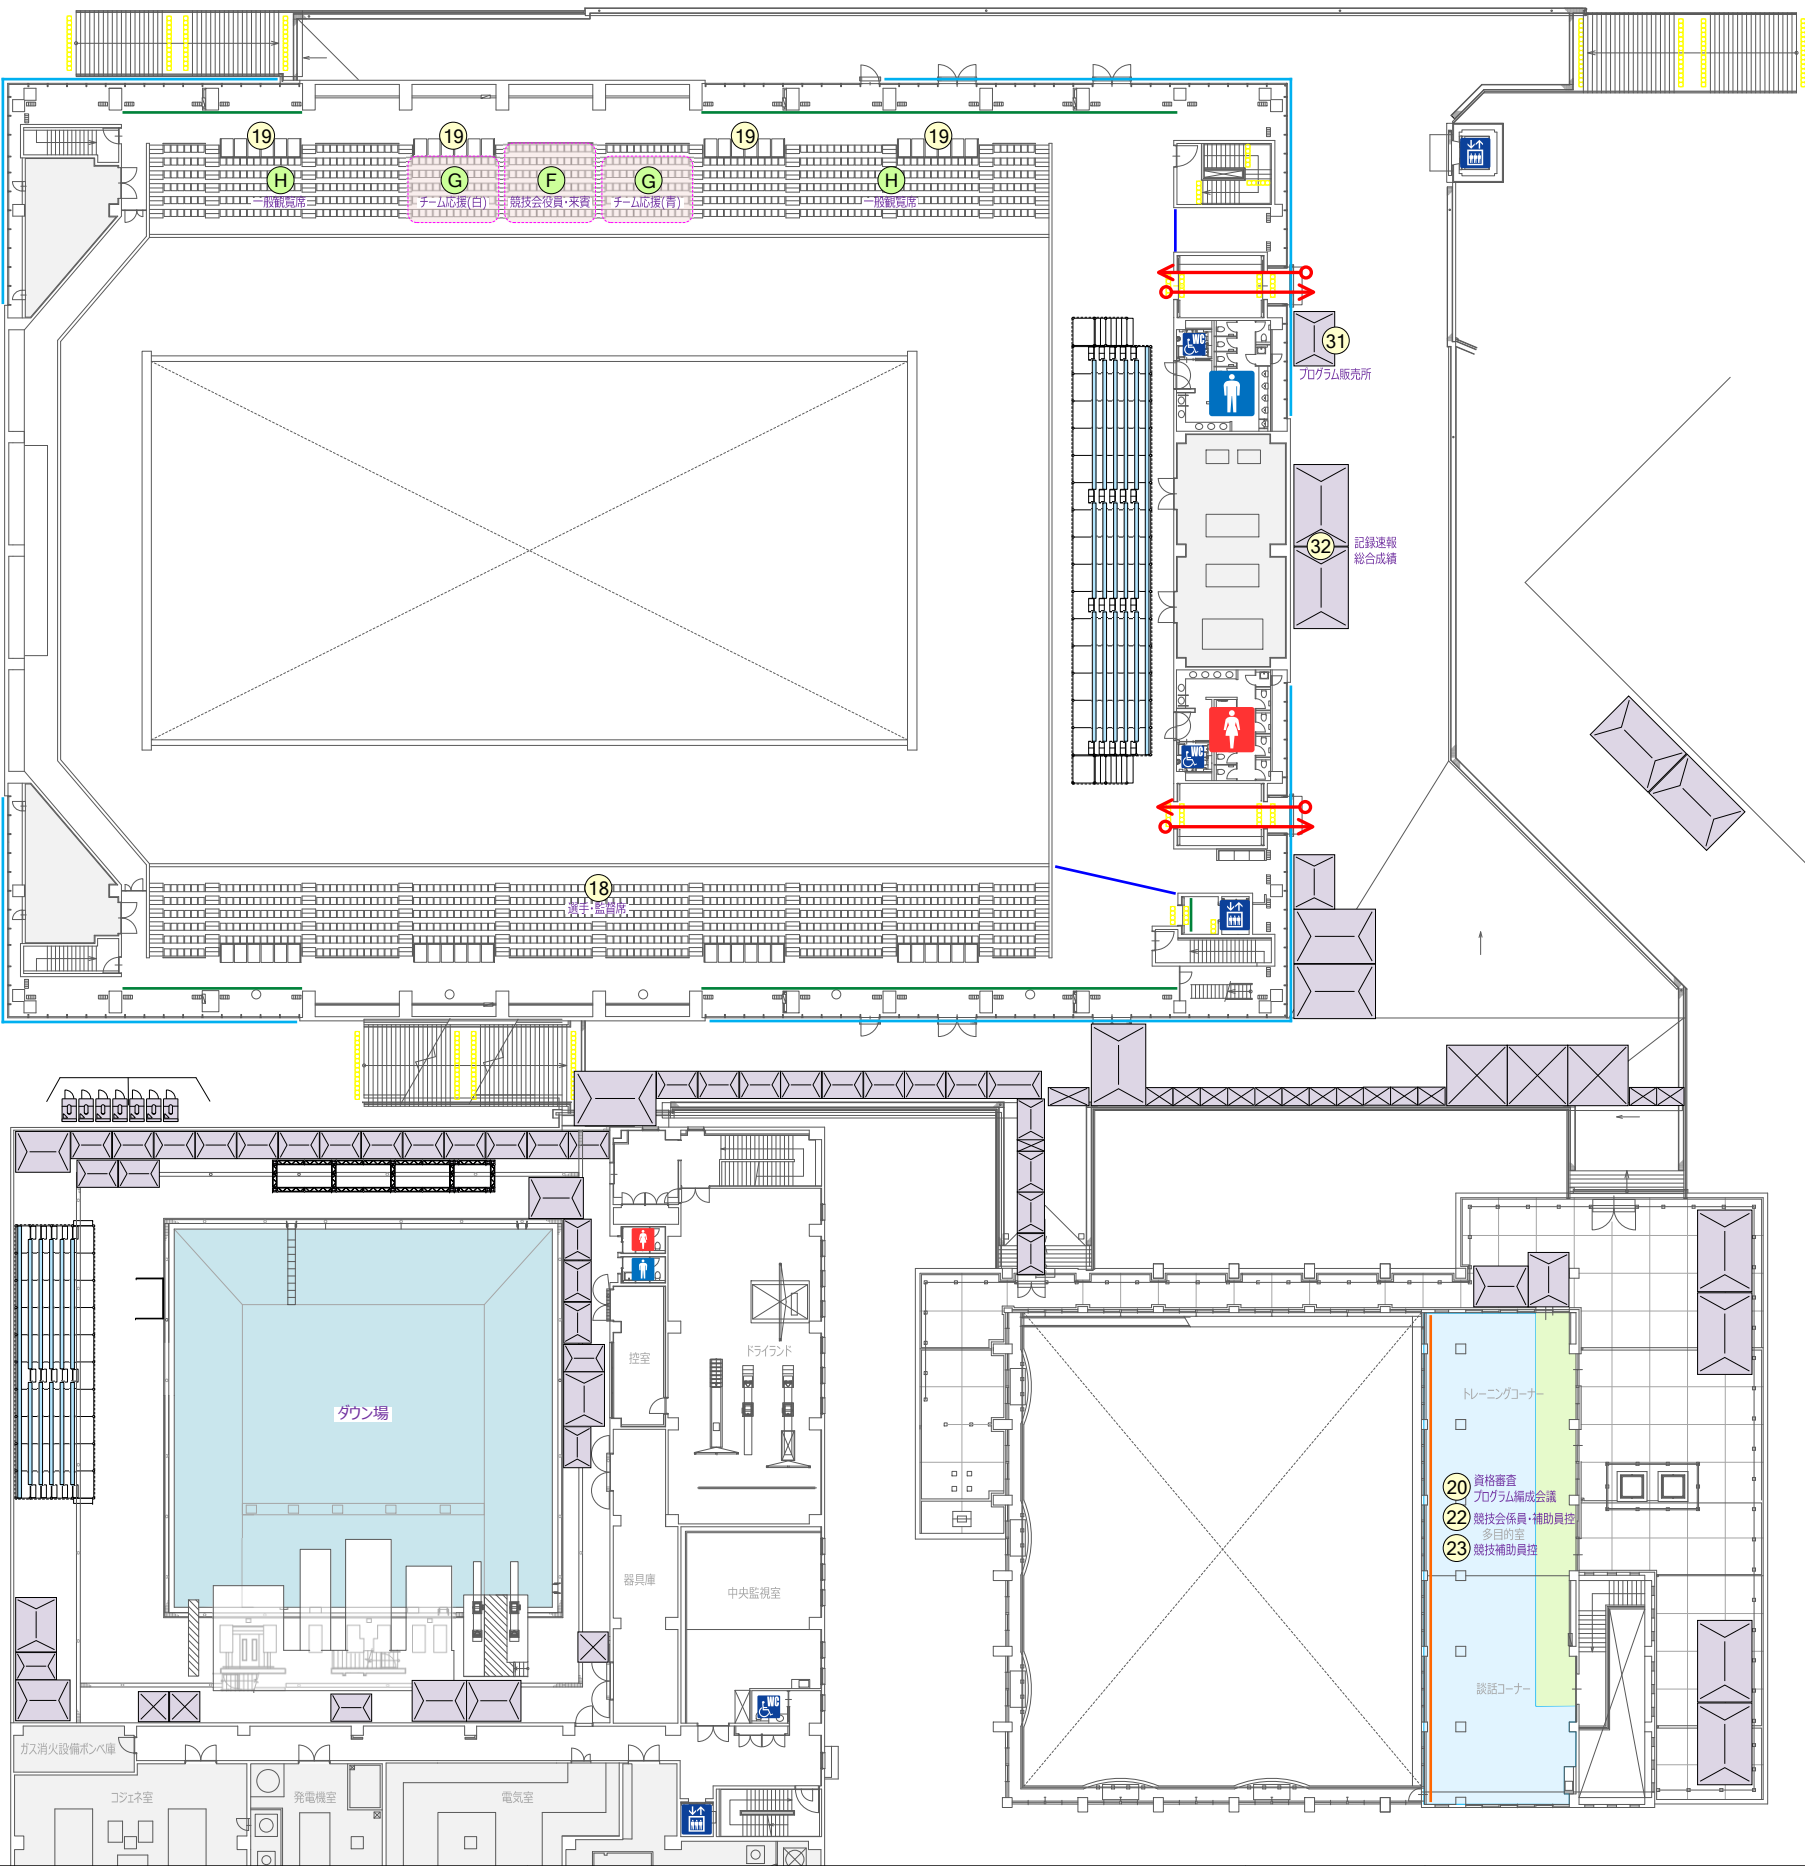 19
19
19
19
H
G
F
G
H
一般観覧席
チーム応援(白)
競技会役員・来賓
チーム応援(青)
一般観覧席
WC
31
プログラム販売所
32
記録速報
総合成績
WC
18
選手・監督席
控室
ドライランド
ダウン場
トレーニングコーナー
20
資格審査
プログラム編成会議
22
競技会係員・補助員控
多目的室
23
競技補助員控
器具庫
中央監視室
談話コーナー
WC
ガス消火設備ボンベ庫
コジェネ室
発電機室
電気室